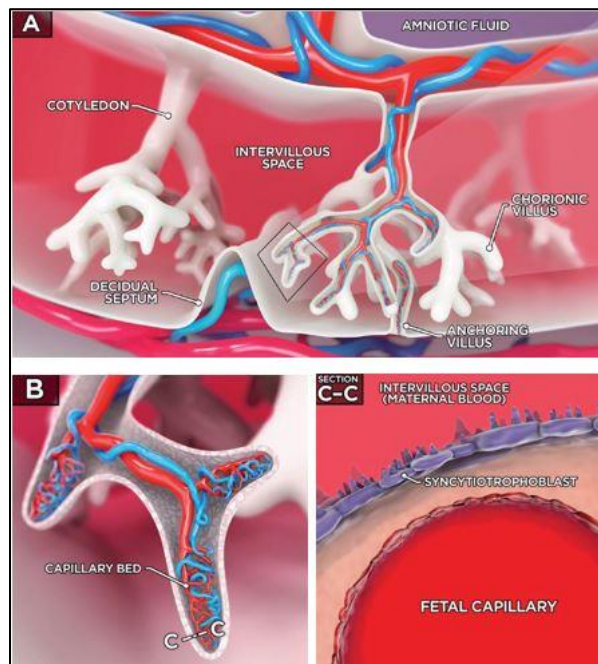 A
AMNIOTIC FLUID
COTYLEDON
INTERVILLOUS
SPACE
CHORIONIC
VILLUS
DECIDUAL
SEPTUM
ANCHORING
VILLUS
B
CAPILLARY BED
C--C
SECTION
C-C
INTERVILLOUS SPACE
(MATERNAL BLOOD)
SYNCYTIOTROPHOBLAST
FETAL CAPILLARY